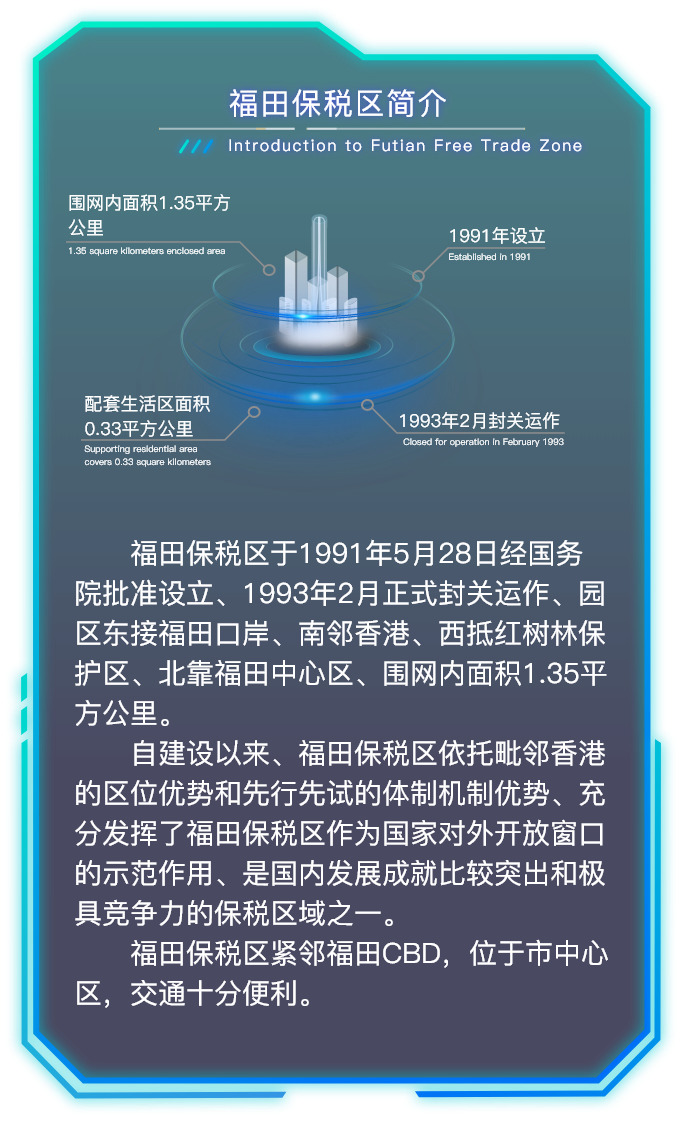 福田保税区简介
Introduction to Futian Free Trade Zone
围网内面积1.35平方
公里
1.35 square kilometers enclosed area
1991年设立
Established in 1991
配套生活区面积
0.33平方公里
Supporting residential area
covers 0.33 square kilometers
1993年2月封关运作
Closed for operation in February 1993
福田保税区于1991年5月28日经国务
院批准设立、1993年2月正式封关运作、园
区东接福田口岸、南邻香港、西抵红树林保
护区、北靠福田中心区、围网内面积1.35平
方公里。
自建设以来、福田保税区依托毗邻香港
的区位优势和先行先试的体制机制优势、充
分发挥了福田保税区作为国家对外开放窗口
的示范作用、是国内发展成就比较突出和极
具竞争力的保税区域之一。
福田保税区紧邻福田CBD，位于市中心
区，交通十分便利。